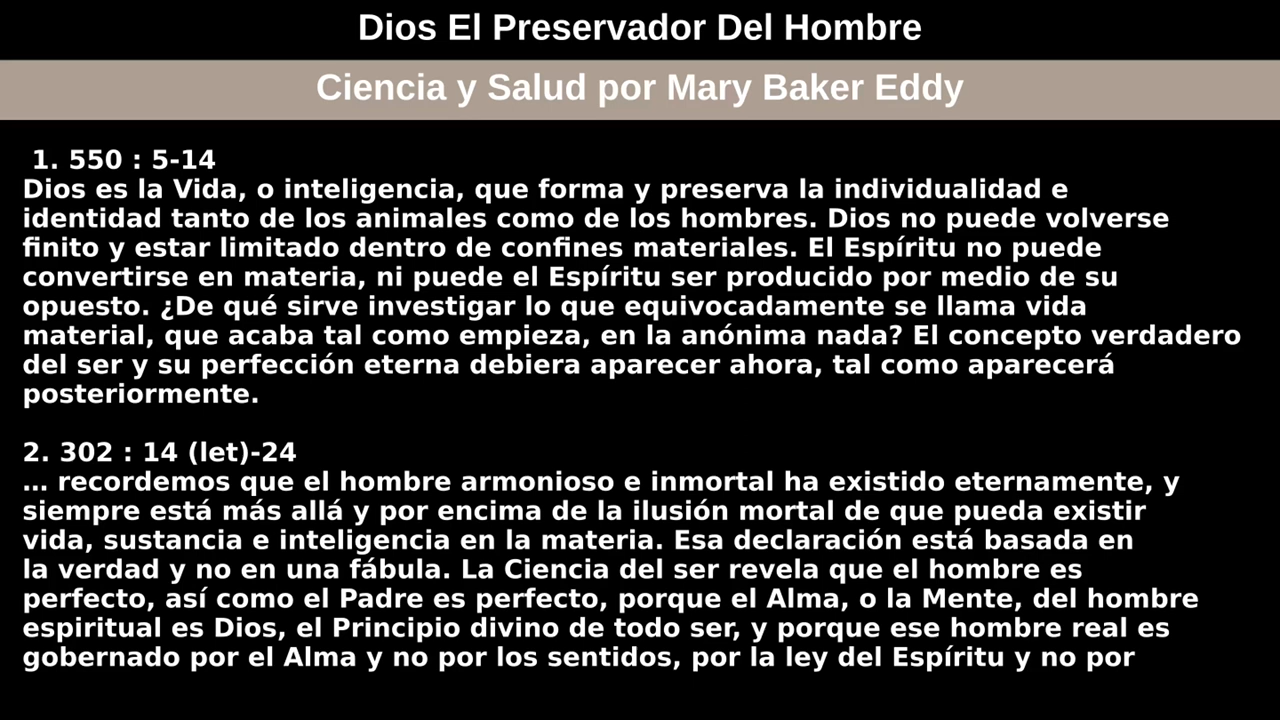 Dios El Preservador Del Hombre
Ciencia y Salud por Mary Baker Eddy
1. 550 : 5-14
Dios es la Vida, o inteligencia, que forma y preserva la individualidad e
identidad tanto de los animales como de los hombres. Dios no puede volverse
finito y estar limitado dentro de confines materiales. El Espíritu no puede
convertirse en materia, ni puede el Espíritu ser producido por medio de su
opuesto. ¿De qué sirve investigar lo que equivocadamente se llama vida
material, que acaba tal como empieza, en la anónima nada? El concepto verdadero
del ser y su perfección eterna debiera aparecer ahora, tal como aparecerá
posteriormente.
2. 302 : 14 (let)-24
… recordemos que el hombre armonioso e inmortal ha existido eternamente, y
siempre está más allá y por encima de la ilusión mortal de que pueda existir
vida, sustancia e inteligencia en la materia. Esa declaración está basada en
la verdad y no en una fábula. La Ciencia del ser revela que el hombre es
perfecto, así como el Padre es perfecto, porque el Alma, o la Mente, del hombre
espiritual es Dios, el Principio divino de todo ser, y porque ese hombre real es
gobernado por el Alma y no por los sentidos, por la ley del Espíritu y no por